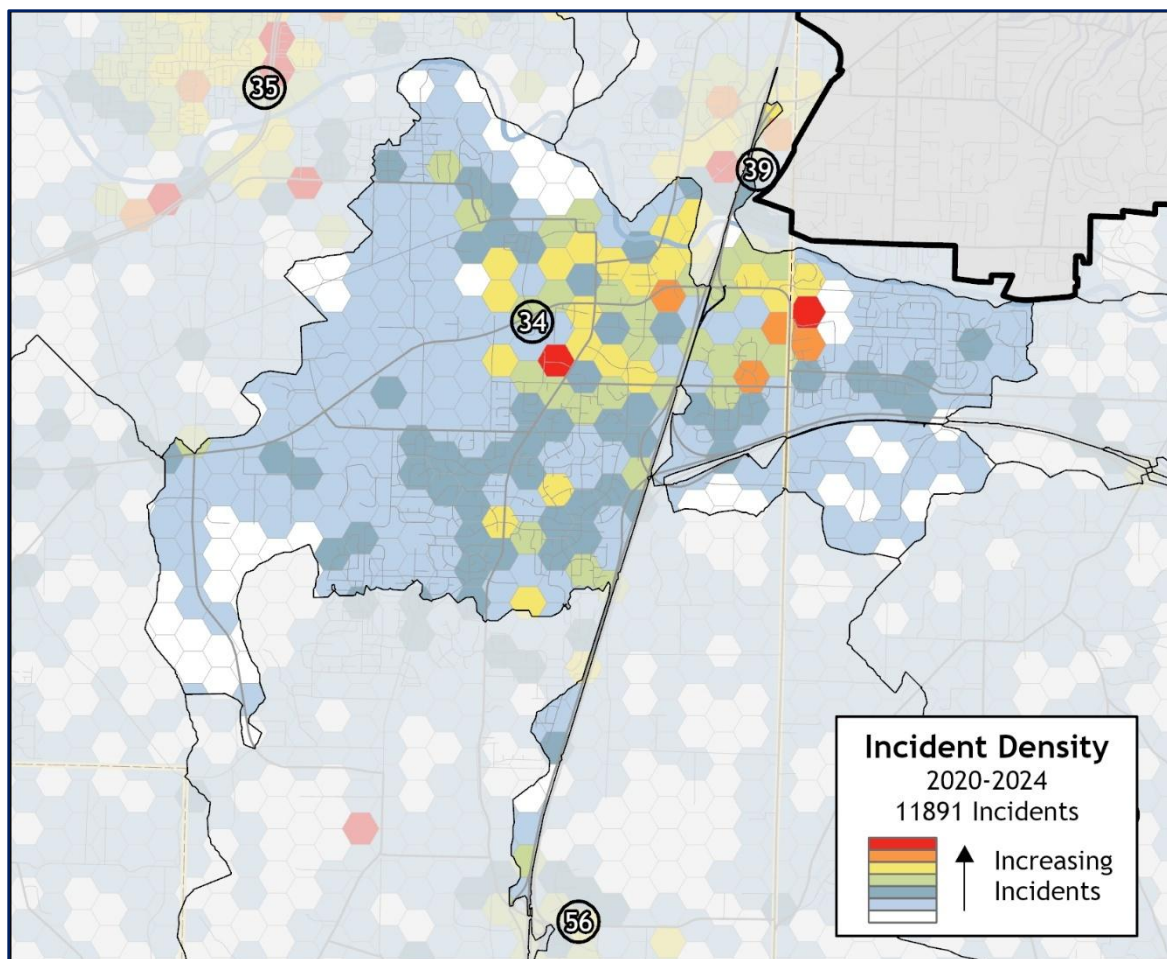 35
39
34
Incident Density
2020-2024
11891 Incidents
Increasing
Incidents
56